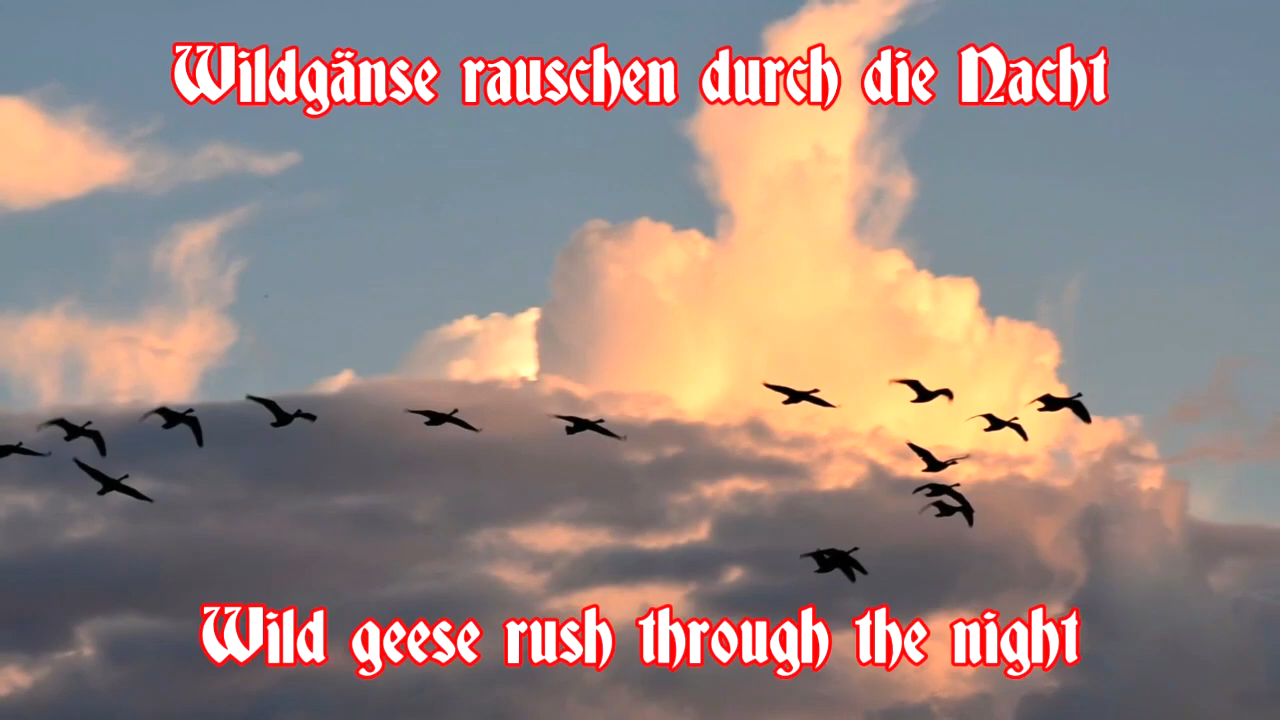 Wildgänse rauschen durch die Nacht
Wild geese rush through the night